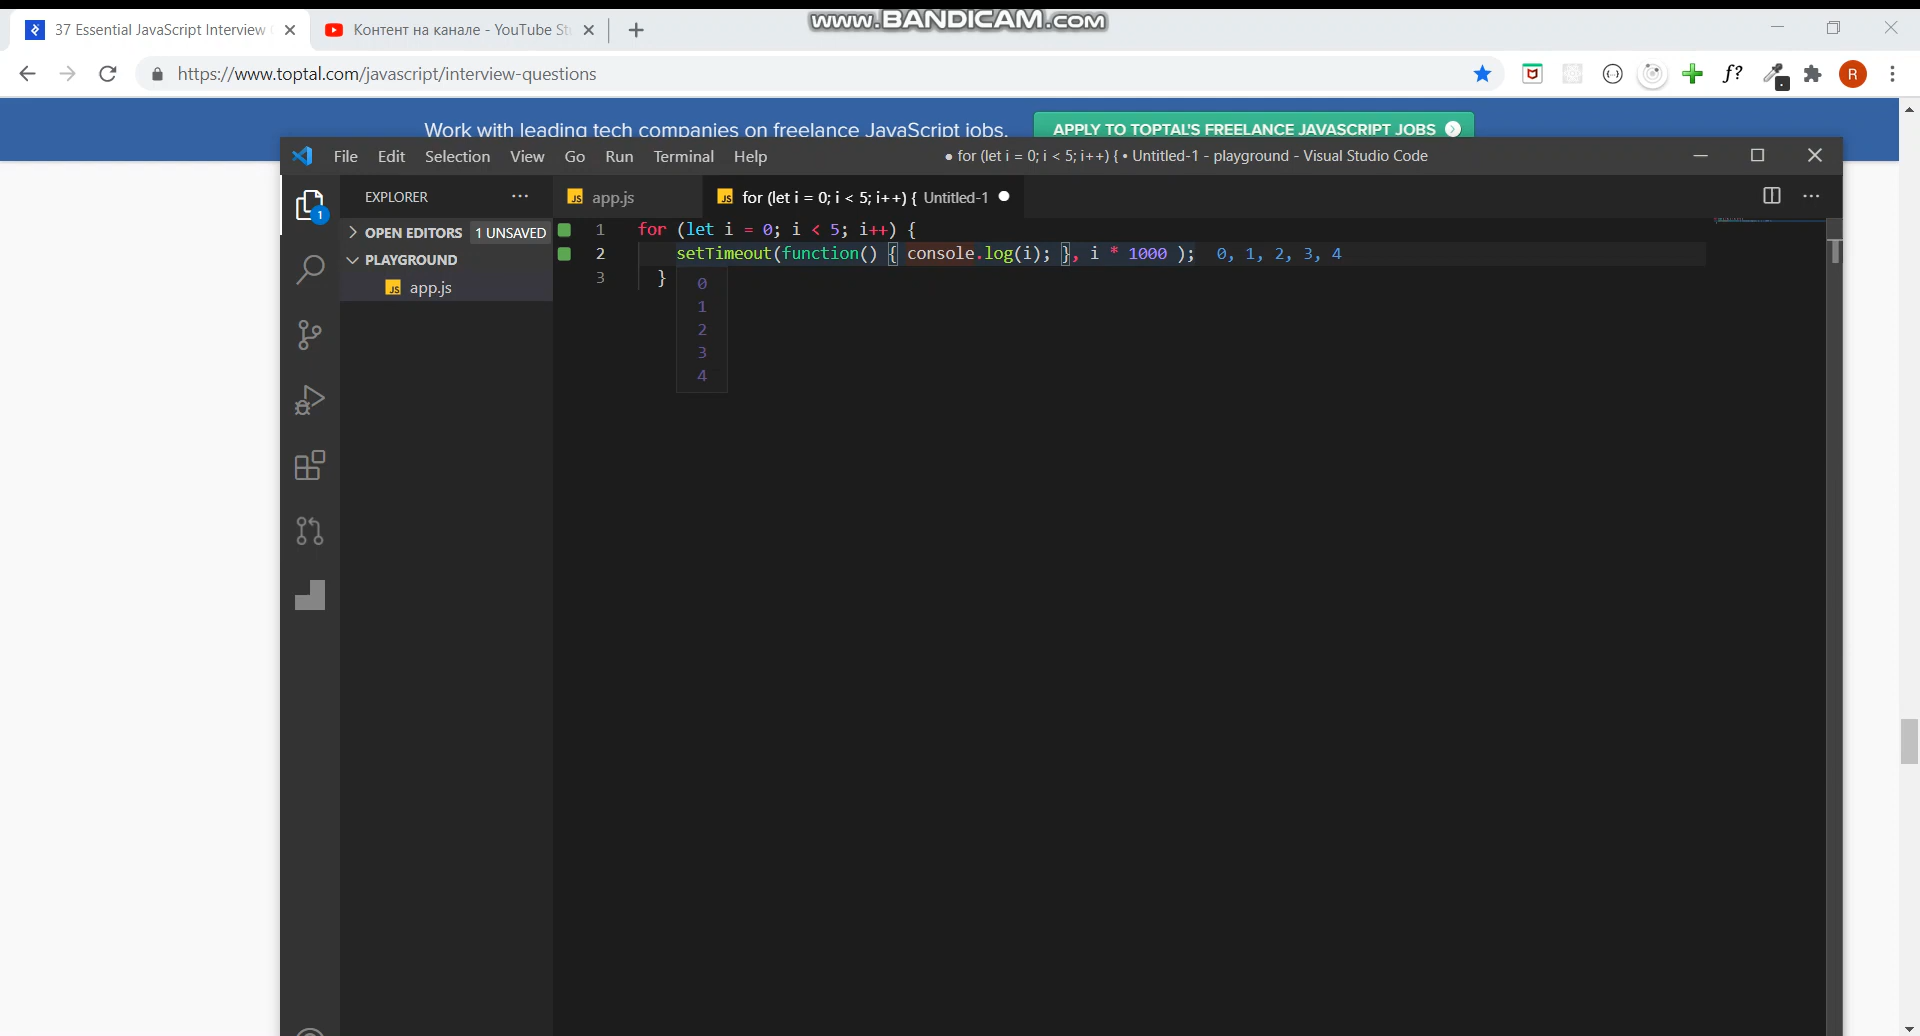 www.BANDICAM.com
37 Essential JavaScript Interview
Контент на канале - YouTube St
https://www.toptal.com/javascript/interview-questions
f?
R
Work with leading tech companies on freelance JavaScript jobs.
APPLY TO TOPTAL'S FREELANCE JAVASCRIPT JOBS
File Edit Selection View Go Run Terminal Help
● for (let i = 0; i < 5; i++) { • Untitled-1 - playground - Visual Studio Code
EXPLORER ···
JS app.js
JS for (let i = 0; i < 5; i++) { Untitled-1 ●
1
OPEN EDITORS 1 UNSAVED
PLAYGROUND
JS app.js
1 for (let i = 0; i < 5; i++) {
2 setTimeout(function() { console.log(i); }, i * 1000 ); 0, 1, 2, 3, 4
3 }
0
1
2
3
4